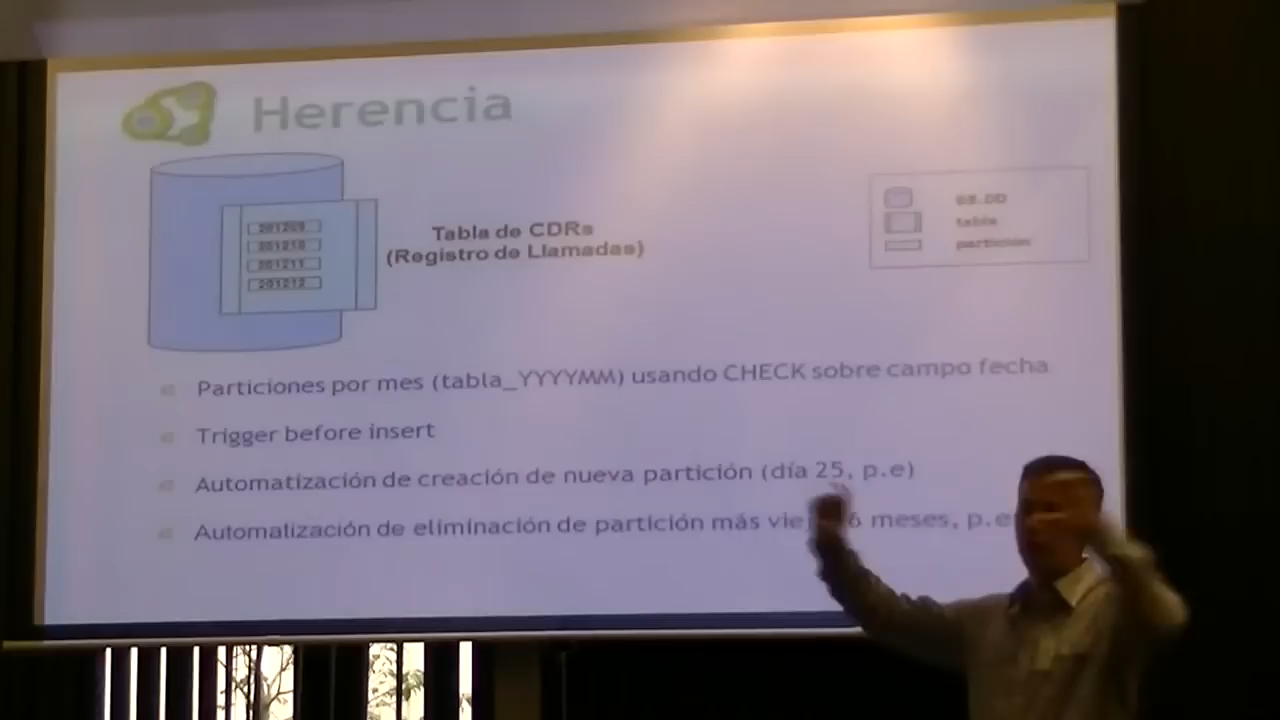 Herencia
201209
201210
201211
201212
Tabla de CDRs
(Registro de Llamadas)
BB.DD
tabla
partición
Particiones por mes (tabla_YYYYMM) usando CHECK sobre campo fecha
Trigger before insert
Automatización de creación de nueva partición (día 25, p.e)
Automatización de eliminación de partición más 6 meses, p.e